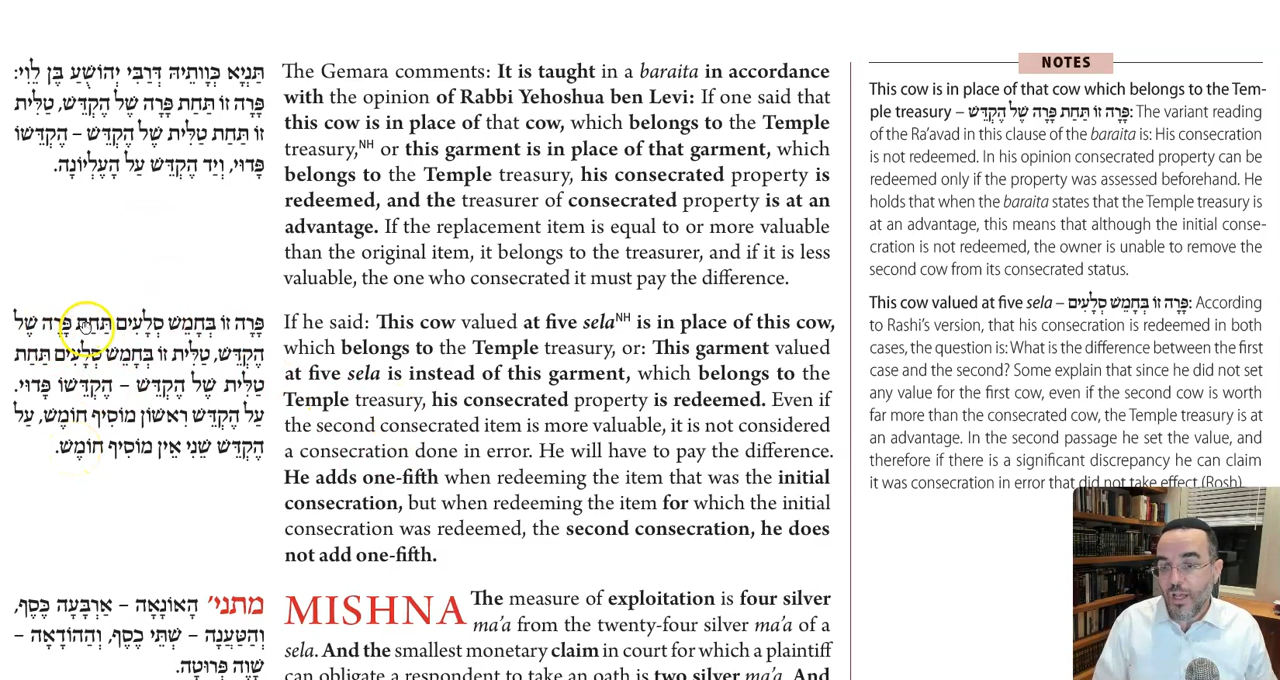 תַּנְיָא כְּוָותֵיהּ דְּרַבִּי יְהוֹשֻׁעַ בֶּן לֵוִי:
פָּרָה זוֹ תַּחַת פָּרָה שֶׁל הֶקְדֵּשׁ, טַלִּית
זוֹ תַּחַת טַלִּית שֶׁל הֶקְדֵּשׁ – הֶקְדֵּשׁוֹ
פָּדוּי, וְיַד הֶקְדֵּשׁ עַל הָעֶלְיוֹנָה.
פָּרָה זוֹ בְּחָמֵשׁ סְלָעִים תַּחַת פָּרָה שֶׁל
הֶקְדֵּשׁ, טַלִּית זוֹ בְּחָמֵשׁ סְלָעִים תַּחַת
טַלִּית שֶׁל הֶקְדֵּשׁ – הֶקְדֵּשׁוֹ פָּדוּי.
עַל הֶקְדֵּשׁ רִאשׁוֹן מוֹסִיף חוֹמֶשׁ, עַל
הֶקְדֵּשׁ שֵׁנִי אֵין מוֹסִיף חוֹמֶשׁ.
מתני׳ הָאוֹנָאָה – אַרְבָּעָה כֶּסֶף,
וְהַטַּעֲנָה – שְׁתֵּי כֶסֶף, וְהַהוֹדָאָה –
שָׁוֶה פְּרוּטָה.
The Gemara comments: It is taught in a baraita in accordance
with the opinion of Rabbi Yehoshua ben Levi: If one said that
this cow is in place of that cow, which belongs to the Temple
treasury,NH or this garment is in place of that garment, which
belongs to the Temple treasury, his consecrated property is
redeemed, and the treasurer of consecrated property is at an
advantage. If the replacement item is equal to or more valuable
than the original item, it belongs to the treasurer, and if it is less
valuable, the one who consecrated it must pay the difference.
If he said: This cow valued at five selaNH is in place of this cow,
which belongs to the Temple treasury, or: This garment valued
at five sela is instead of this garment, which belongs to the
Temple treasury, his consecrated property is redeemed. Even if
the second consecrated item is more valuable, it is not considered
a consecration done in error. He will have to pay the difference.
He adds one-fifth when redeeming the item that was the initial
consecration, but when redeeming the item for which the initial
consecration was redeemed, the second consecration, he does
not add one-fifth.
MISHNA The measure of exploitation is four silver
ma'a from the twenty-four silver ma'a of a
sela. And the smallest monetary claim in court for which a plaintiff
can obligate a respondent to take an oath is two silver ma'a. And
NOTES
This cow is in place of that cow which belongs to the Tem-
ple treasury – פָּרָה זוֹ תַּחַת פָּרָה שֶׁל הֶקְדֵּשׁ: The variant reading
of the Ra'avad in this clause of the baraita is: His consecration
is not redeemed. In his opinion consecrated property can be
redeemed only if the property was assessed beforehand. He
holds that when the baraita states that the Temple treasury is
at an advantage, this means that although the initial conse-
cration is not redeemed, the owner is unable to remove the
second cow from its consecrated status.
This cow valued at five sela – פָּרָה זוֹ בְּחָמֵשׁ סְלָעִים: According
to Rashi's version, that his consecration is redeemed in both
cases, the question is: What is the difference between the first
case and the second? Some explain that since he did not set
any value for the first cow, even if the second cow is worth
far more than the consecrated cow, the Temple treasury is at
an advantage. In the second passage he set the value, and
therefore if there is a significant discrepancy he can claim
it was consecration in error that did not take effect (Rosh).